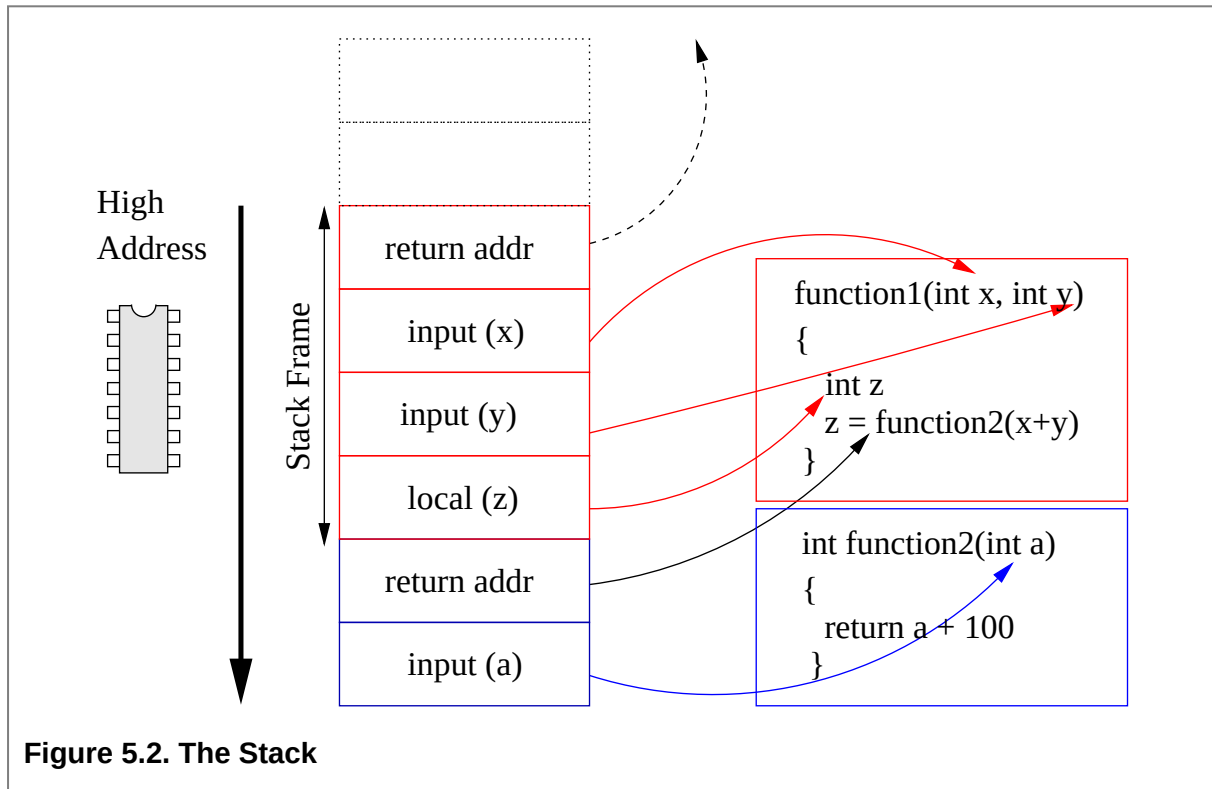 High
Address
Stack Frame
return addr
input (x)
input (y)
local (z)
return addr
input (a)
function1(int x, int y)
{
int z
z = function2(x+y)
}
int function2(int a)
{
return a + 100
}
Figure 5.2. The Stack